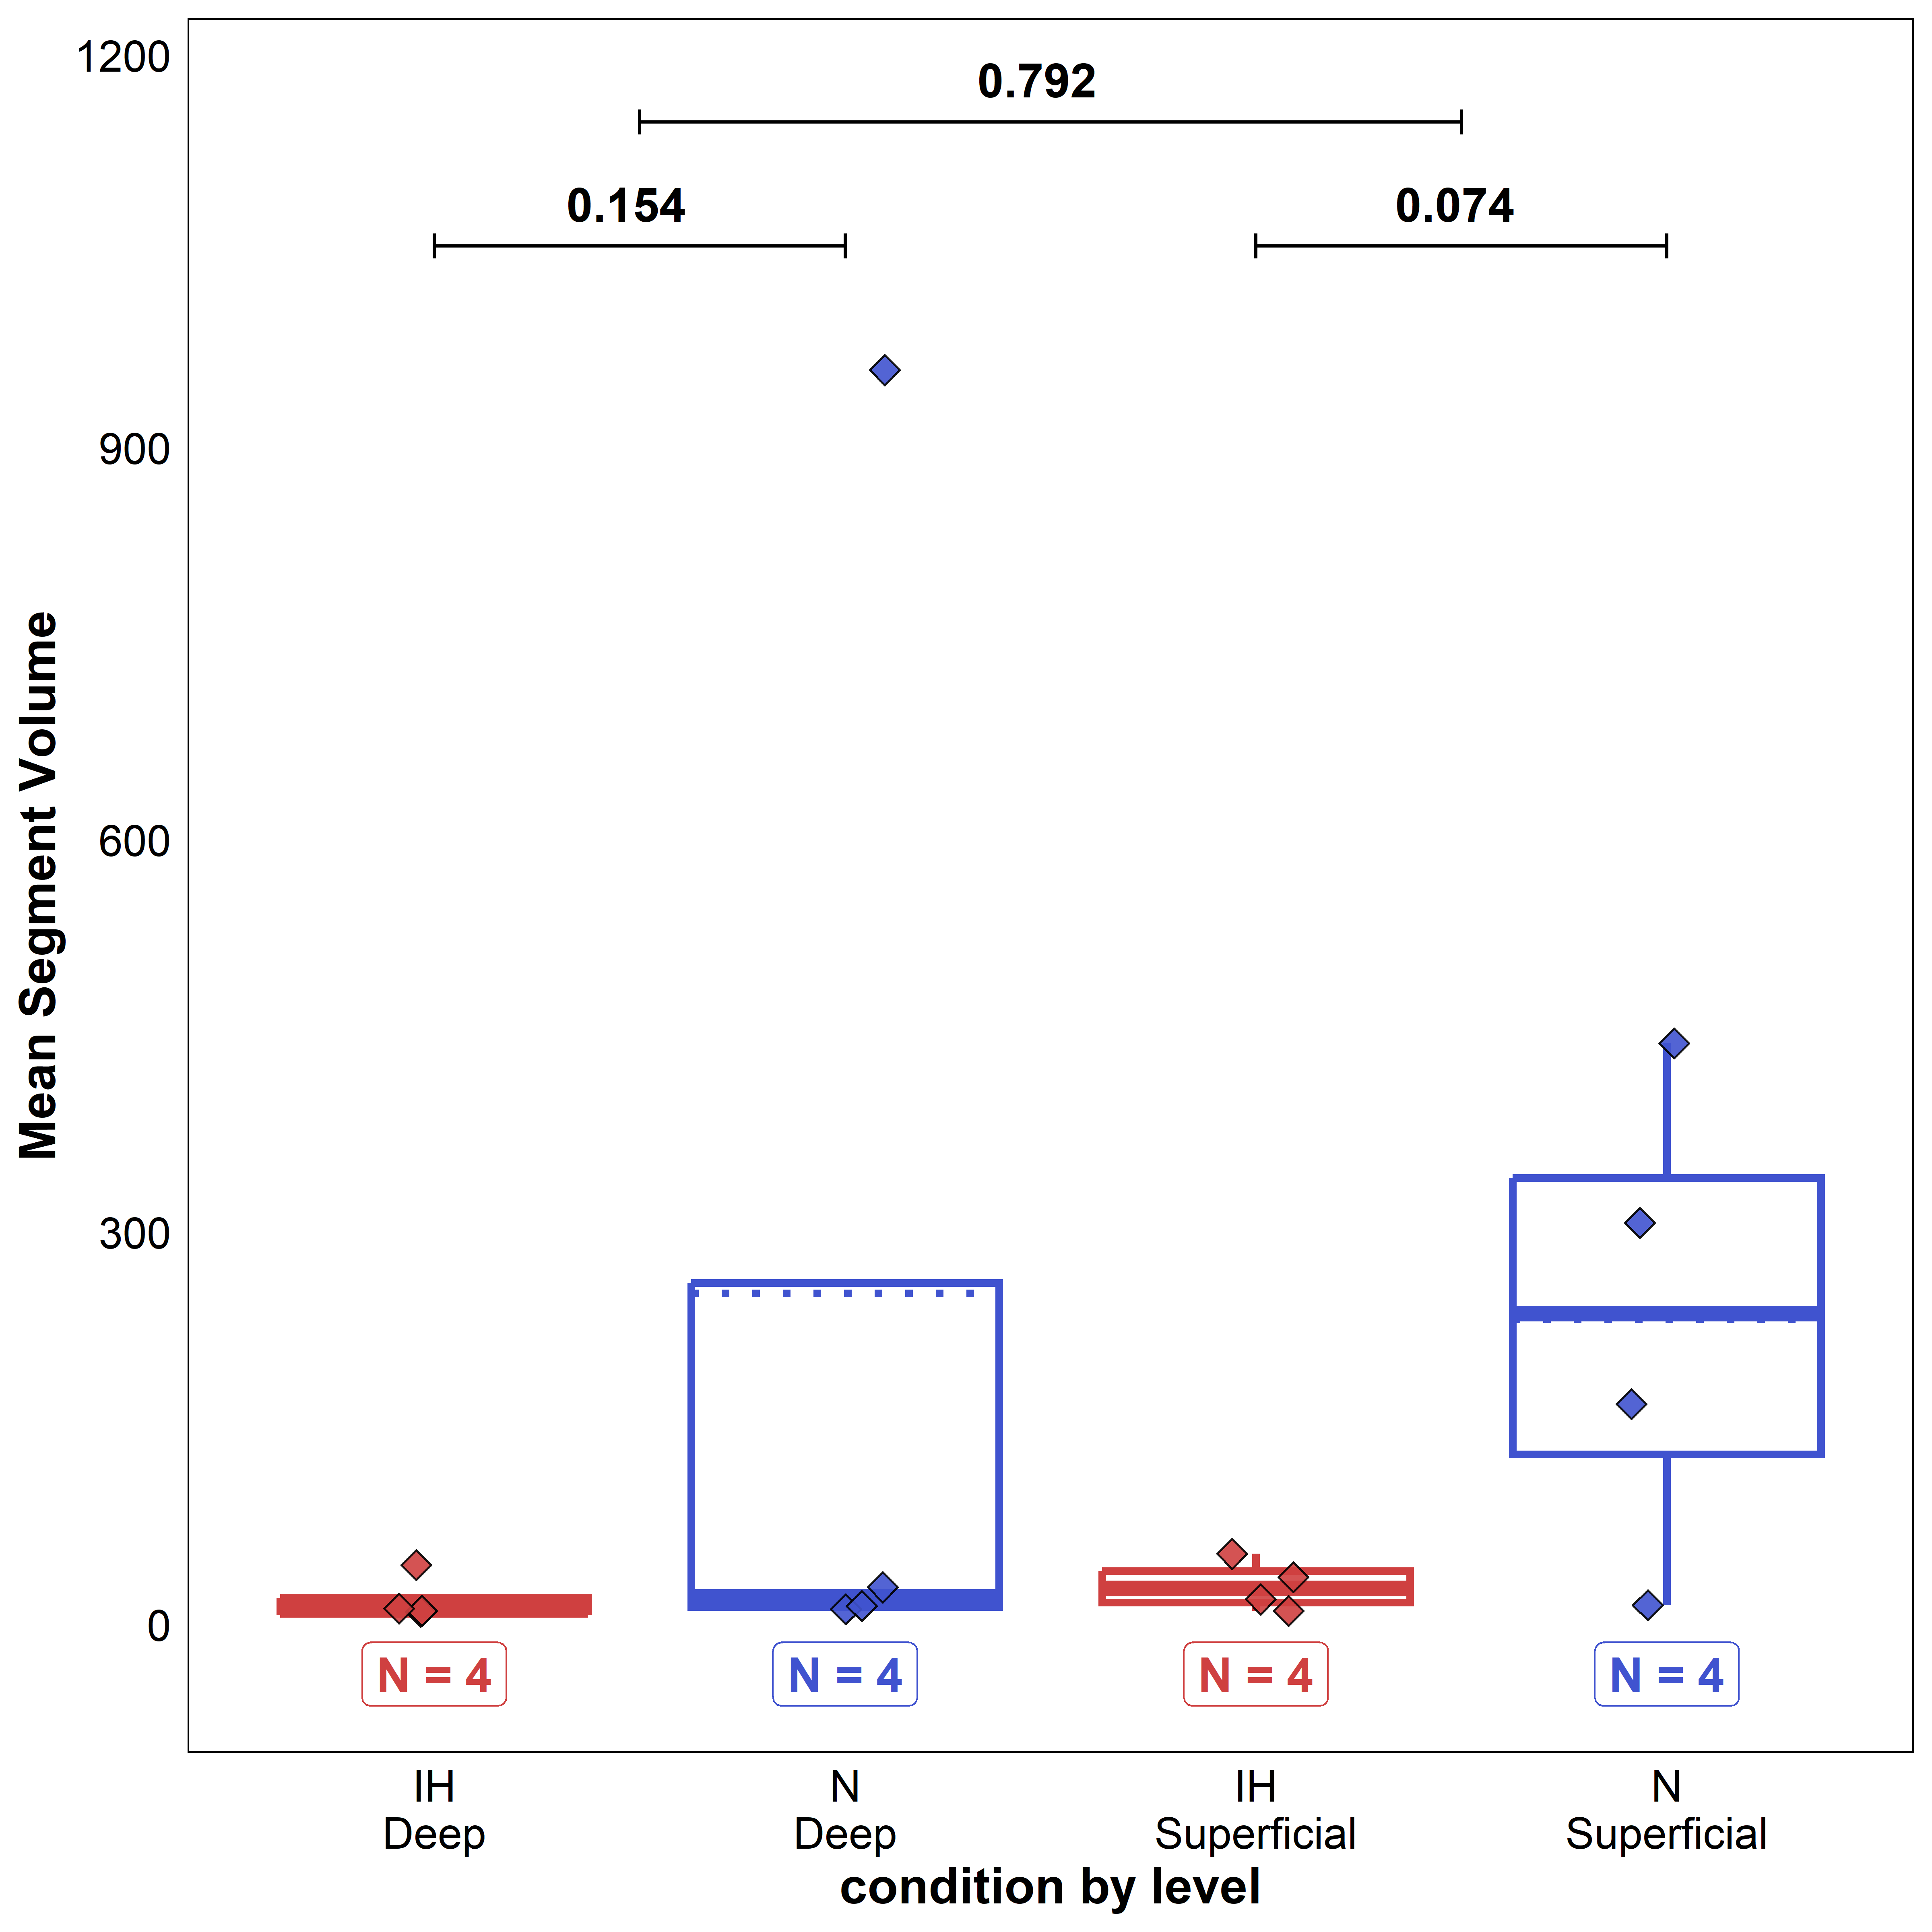 1200
0.792
0.154
0.074
900
Mean Segment Volume
600
300
0
N = 4
N = 4
N = 4
N = 4
IH
Deep
N
Deep
IH
Superficial
N
Superficial
condition by level